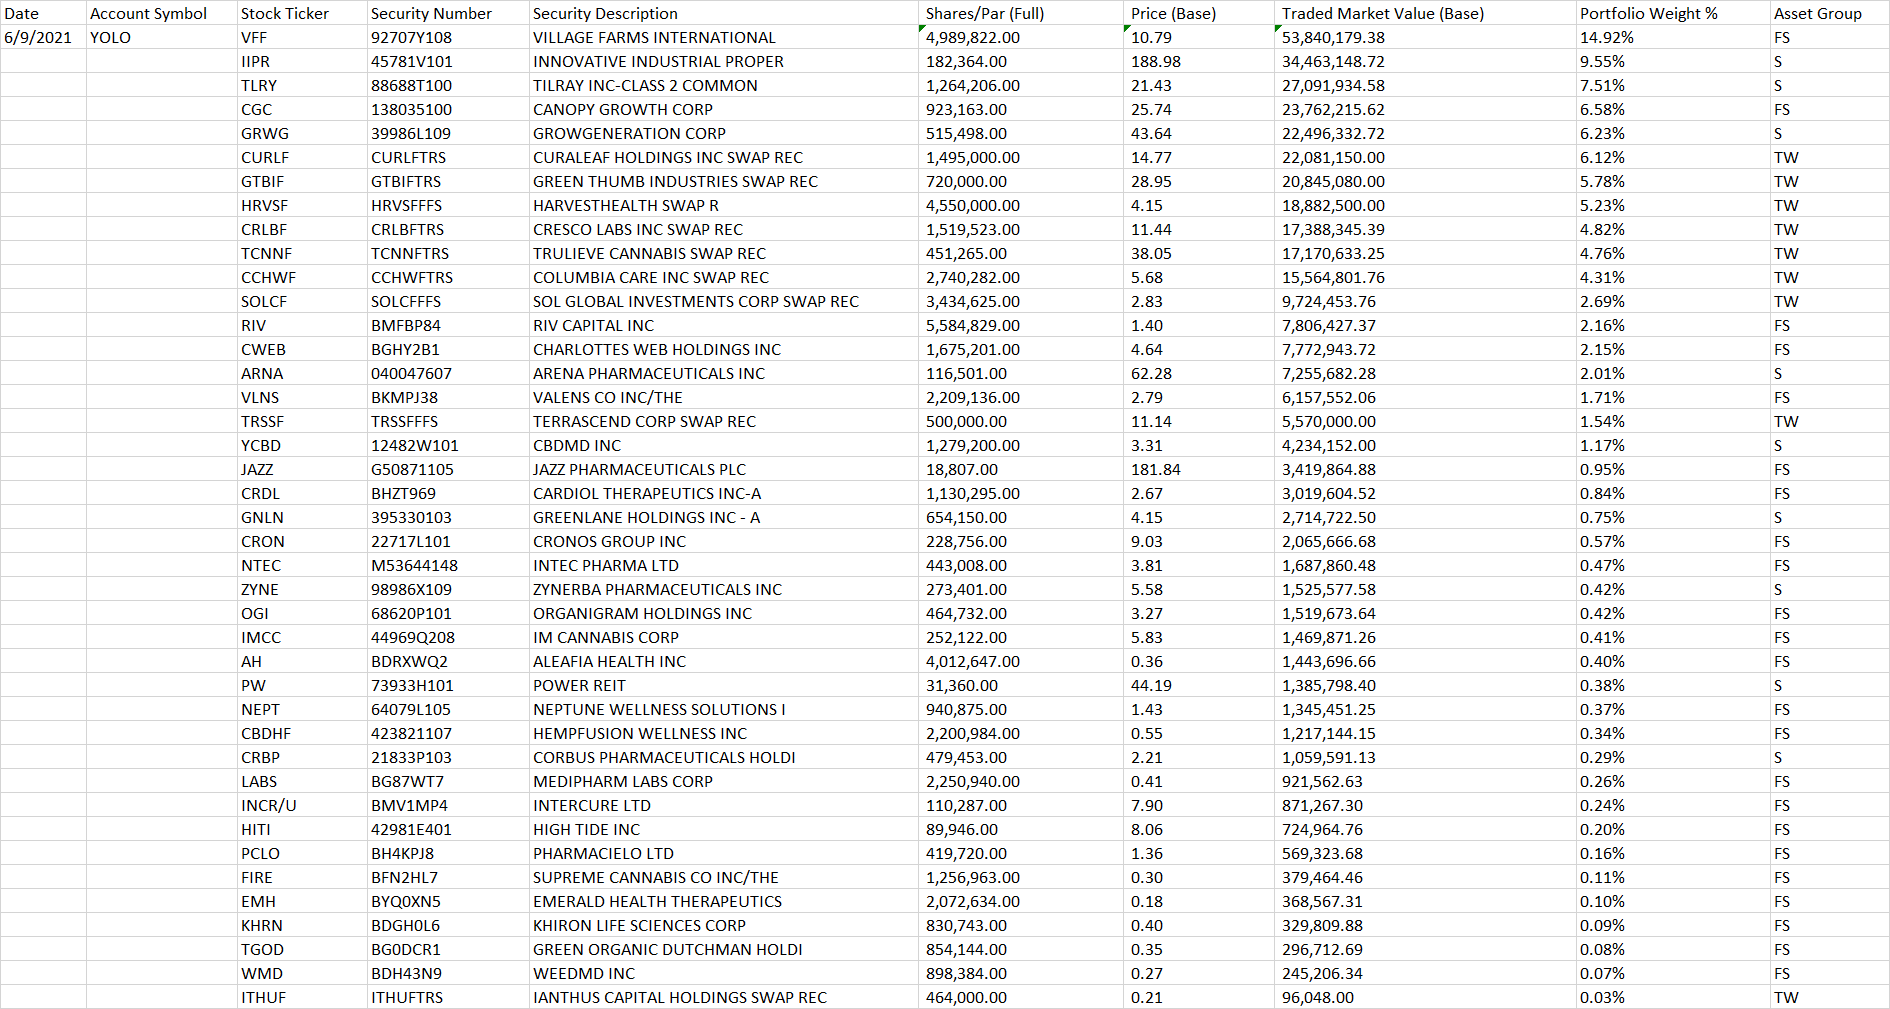 Date Account Symbol Stock Ticker Security Number Security Description Shares/Par (Full) Price (Base) Traded Market Value (Base) Portfolio Weight % Asset Group
6/9/2021 YOLO VFF 92707Y108 VILLAGE FARMS INTERNATIONAL 4,989,822.00 10.79 53,840,179.38 14.92% FS
IIPR 45781V101 INNOVATIVE INDUSTRIAL PROPER 182,364.00 188.98 34,463,148.72 9.55% S
TLRY 88688T100 TILRAY INC-CLASS 2 COMMON 1,264,206.00 21.43 27,091,934.58 7.51% S
CGC 138035100 CANOPY GROWTH CORP 923,163.00 25.74 23,762,215.62 6.58% FS
GRWG 39986L109 GROWGENERATION CORP 515,498.00 43.64 22,496,332.72 6.23% S
CURLF CURLFTRS CURALEAF HOLDINGS INC SWAP REC 1,495,000.00 14.77 22,081,150.00 6.12% TW
GTBIF GTBIFTRS GREEN THUMB INDUSTRIES SWAP REC 720,000.00 28.95 20,845,080.00 5.78% TW
HRVSF HRVSFFFS HARVESTHEALTH SWAP R 4,550,000.00 4.15 18,882,500.00 5.23% TW
CRLBF CRLBFTRS CRESCO LABS INC SWAP REC 1,519,523.00 11.44 17,388,345.39 4.82% TW
TCNNF TCNNFTRS TRULIEVE CANNABIS SWAP REC 451,265.00 38.05 17,170,633.25 4.76% TW
CCHWF CCHWFTRS COLUMBIA CARE INC SWAP REC 2,740,282.00 5.68 15,564,801.76 4.31% TW
SOLCF SOLCFFFS SOL GLOBAL INVESTMENTS CORP SWAP REC 3,434,625.00 2.83 9,724,453.76 2.69% TW
RIV BMFBP84 RIV CAPITAL INC 5,584,829.00 1.40 7,806,427.37 2.16% FS
CWEB BGHY2B1 CHARLOTTES WEB HOLDINGS INC 1,675,201.00 4.64 7,772,943.72 2.15% FS
ARNA 040047607 ARENA PHARMACEUTICALS INC 116,501.00 62.28 7,255,682.28 2.01% S
VLNS BKMPJ38 VALENS CO INC/THE 2,209,136.00 2.79 6,157,552.06 1.71% FS
TRSSF TRSSFFFS TERRASCEND CORP SWAP REC 500,000.00 11.14 5,570,000.00 1.54% TW
YCBD 12482W101 CBDMD INC 1,279,200.00 3.31 4,234,152.00 1.17% S
JAZZ G50871105 JAZZ PHARMACEUTICALS PLC 18,807.00 181.84 3,419,864.88 0.95% FS
CRDL BHZT969 CARDIOL THERAPEUTICS INC-A 1,130,295.00 2.67 3,019,604.52 0.84% FS
GNLN 395330103 GREENLANE HOLDINGS INC - A 654,150.00 4.15 2,714,722.50 0.75% S
CRON 22717L101 CRONOS GROUP INC 228,756.00 9.03 2,065,666.68 0.57% FS
NTEC M53644148 INTEC PHARMA LTD 443,008.00 3.81 1,687,860.48 0.47% FS
ZYNE 98986X109 ZYNERBA PHARMACEUTICALS INC 273,401.00 5.58 1,525,577.58 0.42% S
OGI 68620P101 ORGANIGRAM HOLDINGS INC 464,732.00 3.27 1,519,673.64 0.42% FS
IMCC 44969Q208 IM CANNABIS CORP 252,122.00 5.83 1,469,871.26 0.41% FS
AH BDRXWQ2 ALEAFIA HEALTH INC 4,012,647.00 0.36 1,443,696.66 0.40% FS
PW 73933H101 POWER REIT 31,360.00 44.19 1,385,798.40 0.38% S
NEPT 64079L105 NEPTUNE WELLNESS SOLUTIONS I 940,875.00 1.43 1,345,451.25 0.37% FS
CBDHF 423821107 HEMPFUSION WELLNESS INC 2,200,984.00 0.55 1,217,144.15 0.34% FS
CRBP 21833P103 CORBUS PHARMACEUTICALS HOLDI 479,453.00 2.21 1,059,591.13 0.29% S
LABS BG87WT7 MEDIPHARM LABS CORP 2,250,940.00 0.41 921,562.63 0.26% FS
INCR/U BMV1MP4 INTERCURE LTD 110,287.00 7.90 871,267.30 0.24% FS
HITI 42981E401 HIGH TIDE INC 89,946.00 8.06 724,964.76 0.20% FS
PCLO BH4KPJ8 PHARMACIELO LTD 419,720.00 1.36 569,323.68 0.16% FS
FIRE BFN2HL7 SUPREME CANNABIS CO INC/THE 1,256,963.00 0.30 379,464.46 0.11% FS
EMH BYQ0XN5 EMERALD HEALTH THERAPEUTICS 2,072,634.00 0.18 368,567.31 0.10% FS
KHRN BDGH0L6 KHIRON LIFE SCIENCES CORP 830,743.00 0.40 329,809.88 0.09% FS
TGOD BG0DCR1 GREEN ORGANIC DUTCHMAN HOLDI 854,144.00 0.35 296,712.69 0.08% FS
WMD BDH43N9 WEEDMD INC 898,384.00 0.27 245,206.34 0.07% FS
ITHUF ITHUFTRS IANTHUS CAPITAL HOLDINGS SWAP REC 464,000.00 0.21 96,048.00 0.03% TW